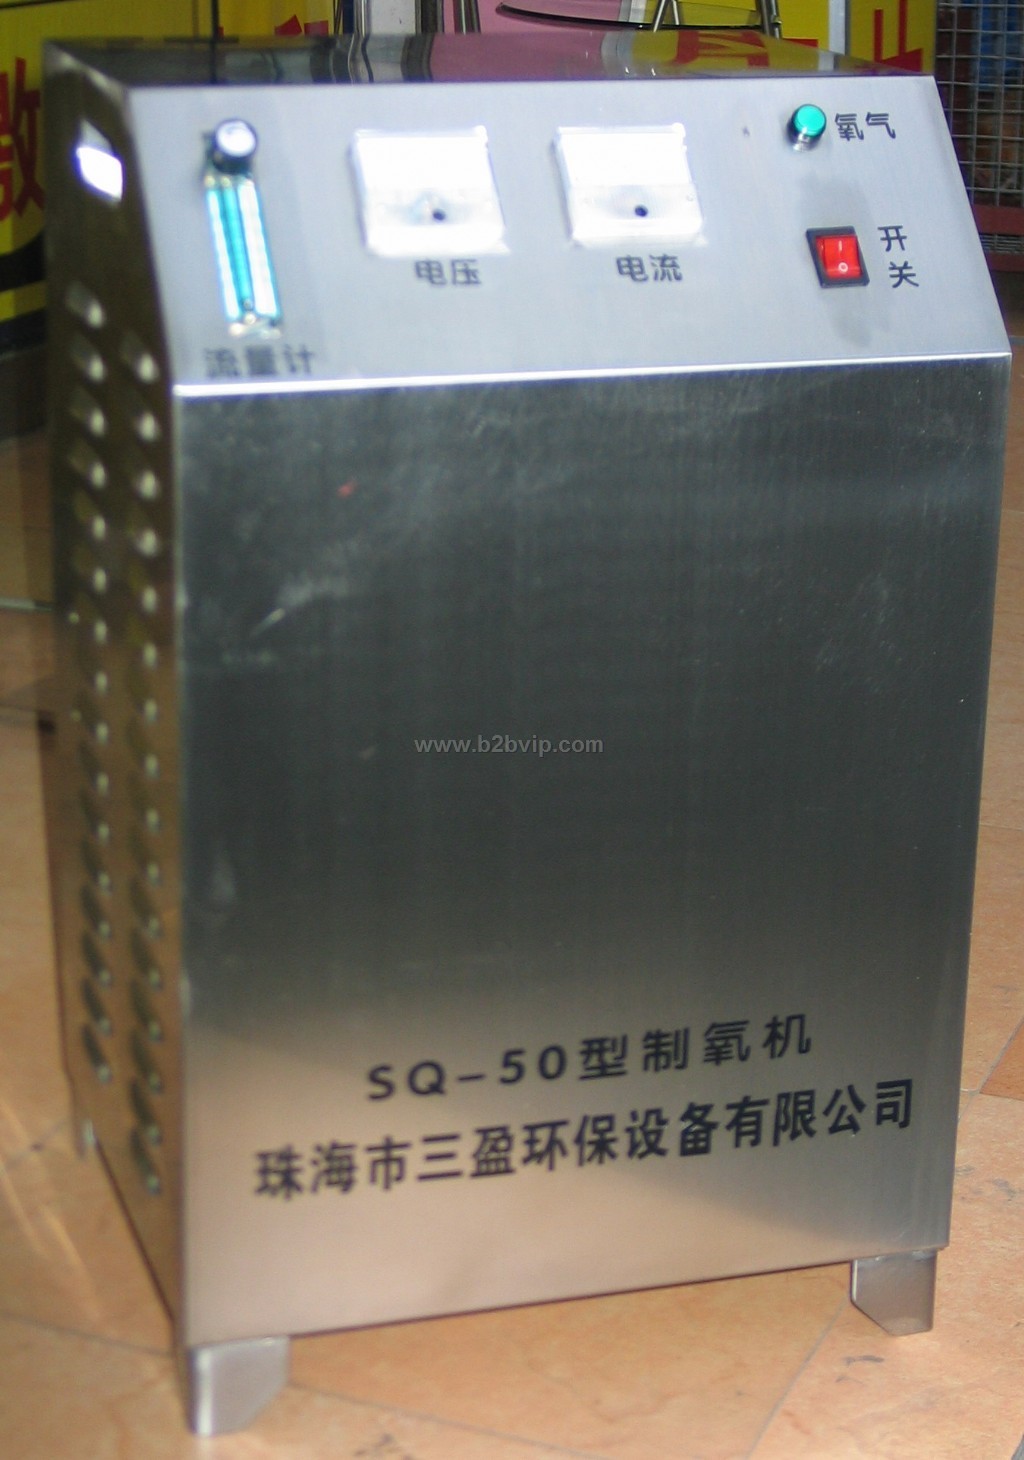 氧气
开
关
电压
电流
流量计
www.b2bvip.com
SQ-50型制氧机
珠海市三盈环保设备有限公司